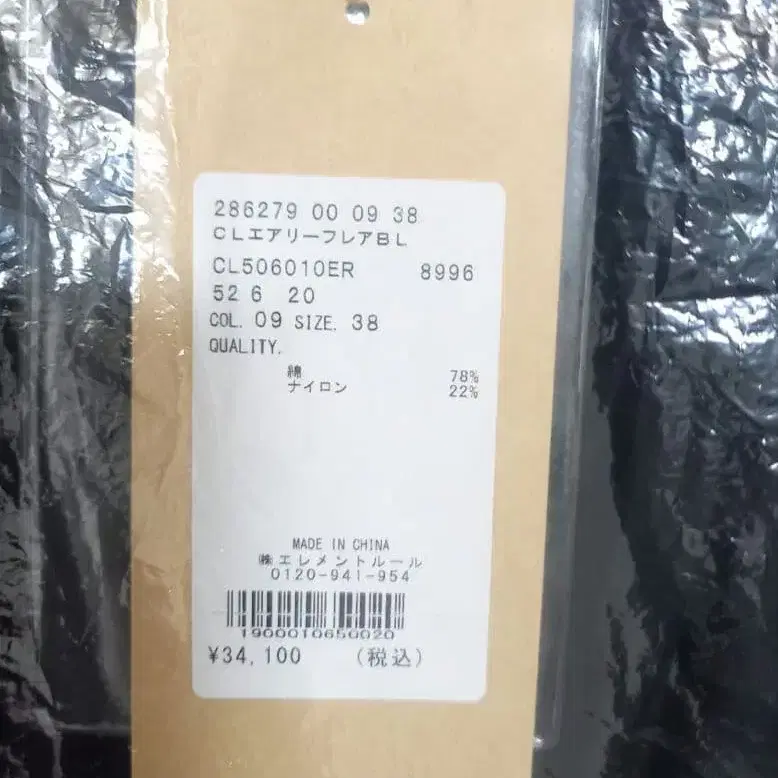 286279 00 09 38
CLエアリーフレアBL
CL506010ER 8996
52 6 20
COL. 09 SIZE. 38
QUALITY.
綿 78%
ナイロン 22%
MADE IN CHINA
㈱エレメントルール
0120-941-954
1900010650020
¥34,100 (税込)